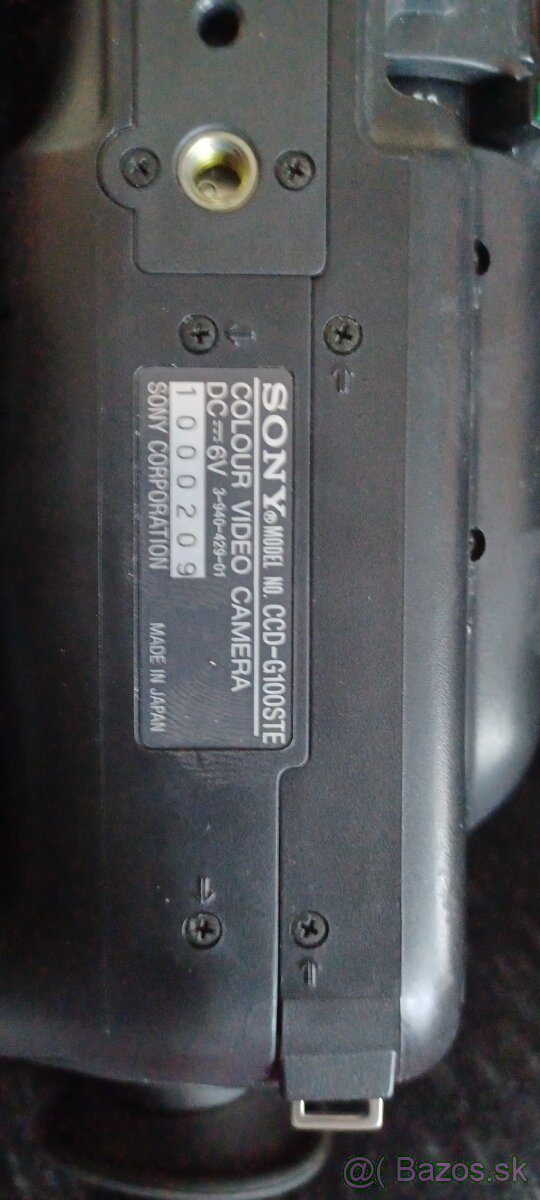 SONY® MODEL NO. CCD-G100STE
COLOUR VIDEO CAMERA
DC⎓6V 3-940-429-01
1000209
SONY CORPORATION MADE IN JAPAN
@( Bazos.sk